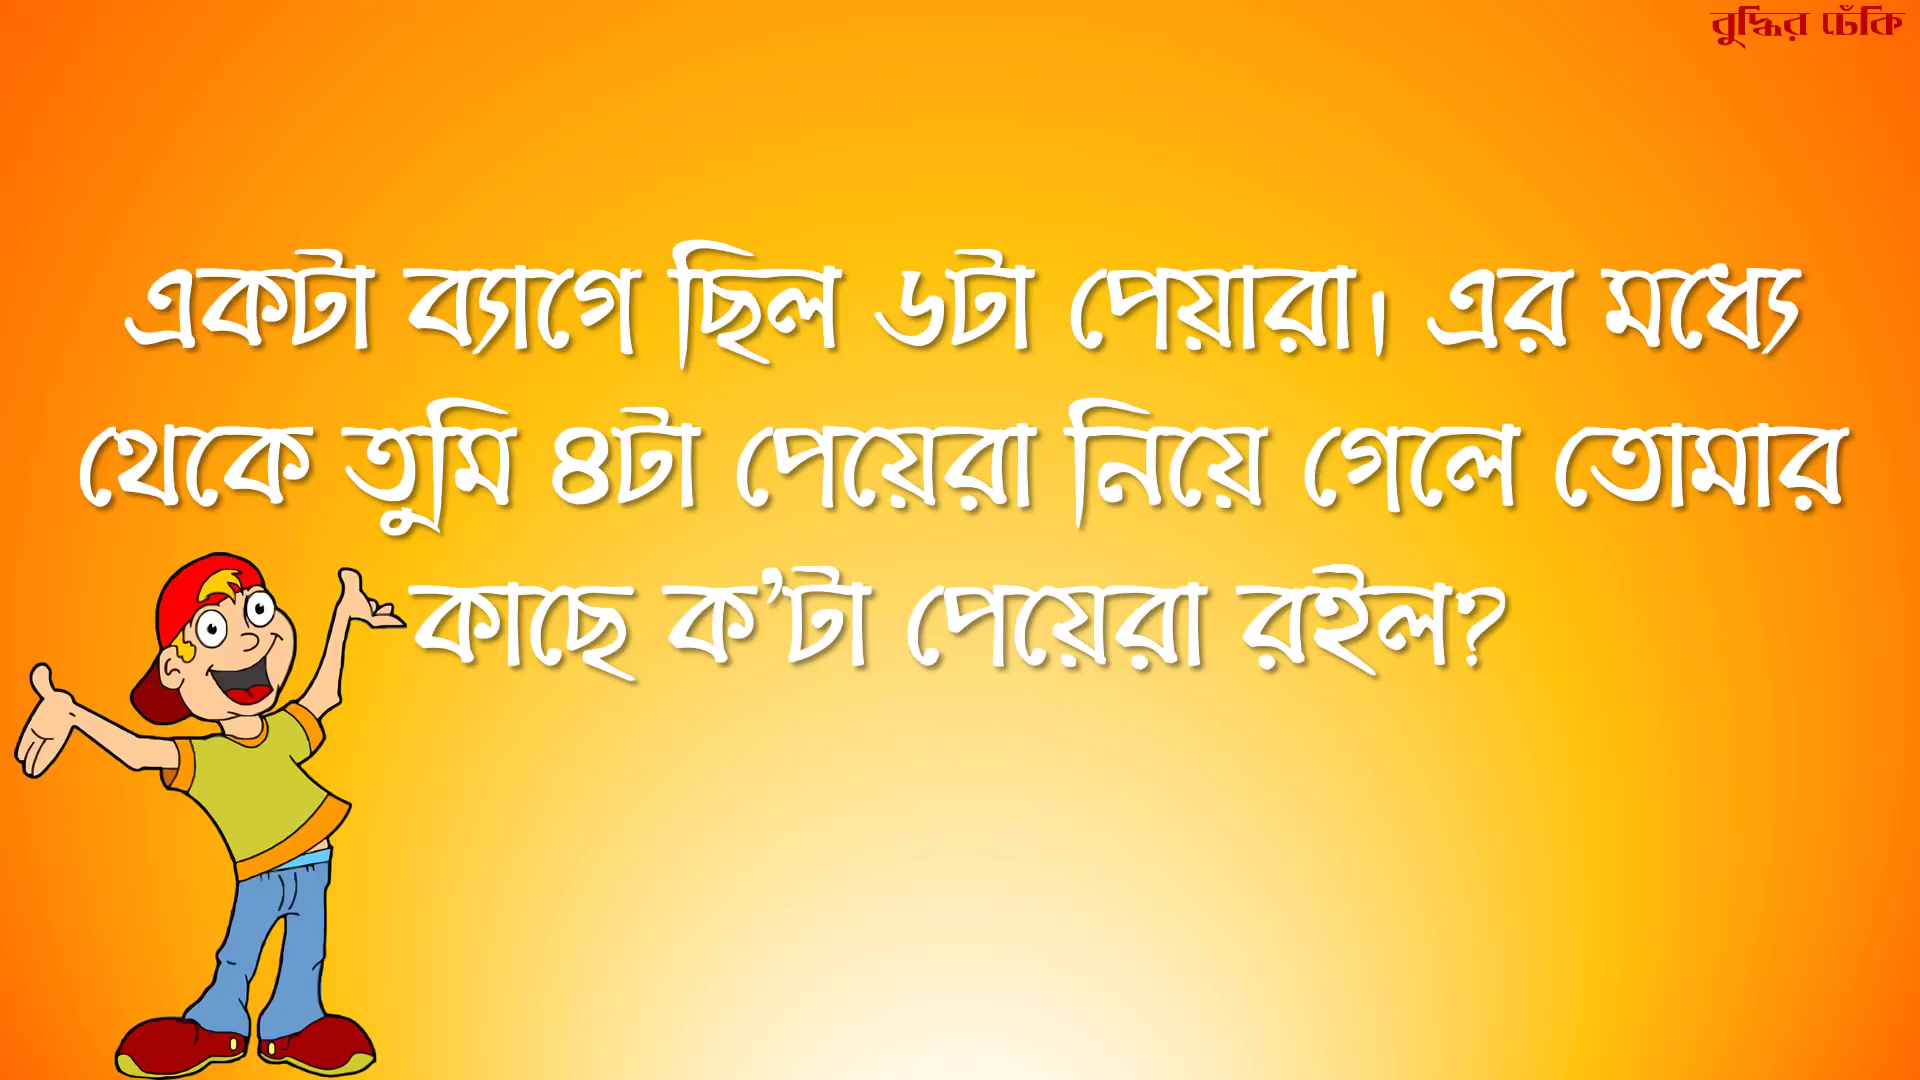 বুদ্ধির ঢেঁকি
একটা ব্যাগে ছিল ৬টা পেয়ারা। এর মধ্যে
থেকে তুমি ৪টা পেয়েরা নিয়ে গেলে তোমার
কাছে ক’টা পেয়েরা রইল?